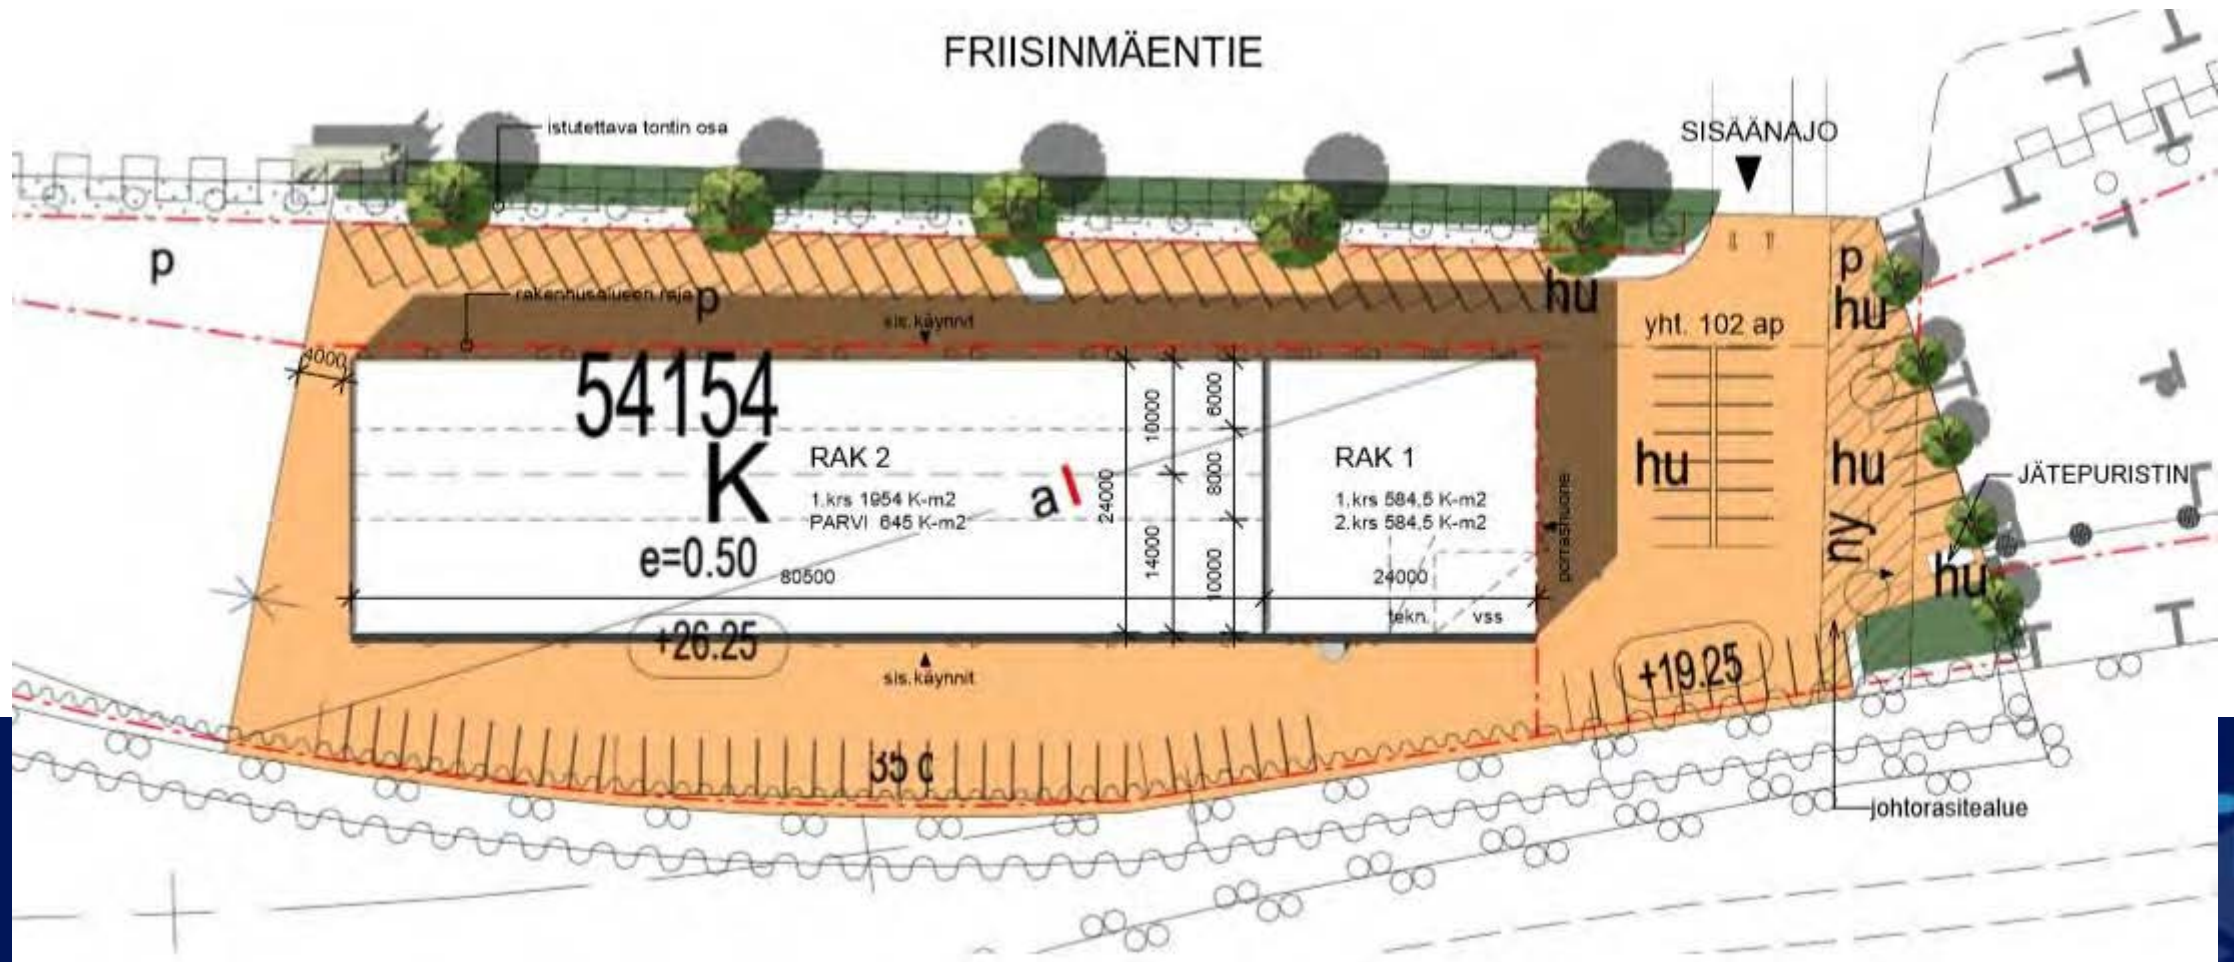 FRIISINMÄENTIE
istutettava tontin osa
SISÄÄNAJO
p
p
rakennusalueen raja
p
hu
hu
sis.käynnit
yht. 102 ap
4000
54154
K
e=0.50
RAK 2
1.krs 1954 K-m2
PARVI 645 K-m2
a
24000
10000
14000
6000
8000
10000
RAK 1
1.krs 584,5 K-m2
2.krs 584,5 K-m2
porrashuone
hu
hu
JÄTEPURISTIN
ny
hu
80500
24000
tekn.
vss
+26.25
sis.käynnit
+19.25
johtorasitealue